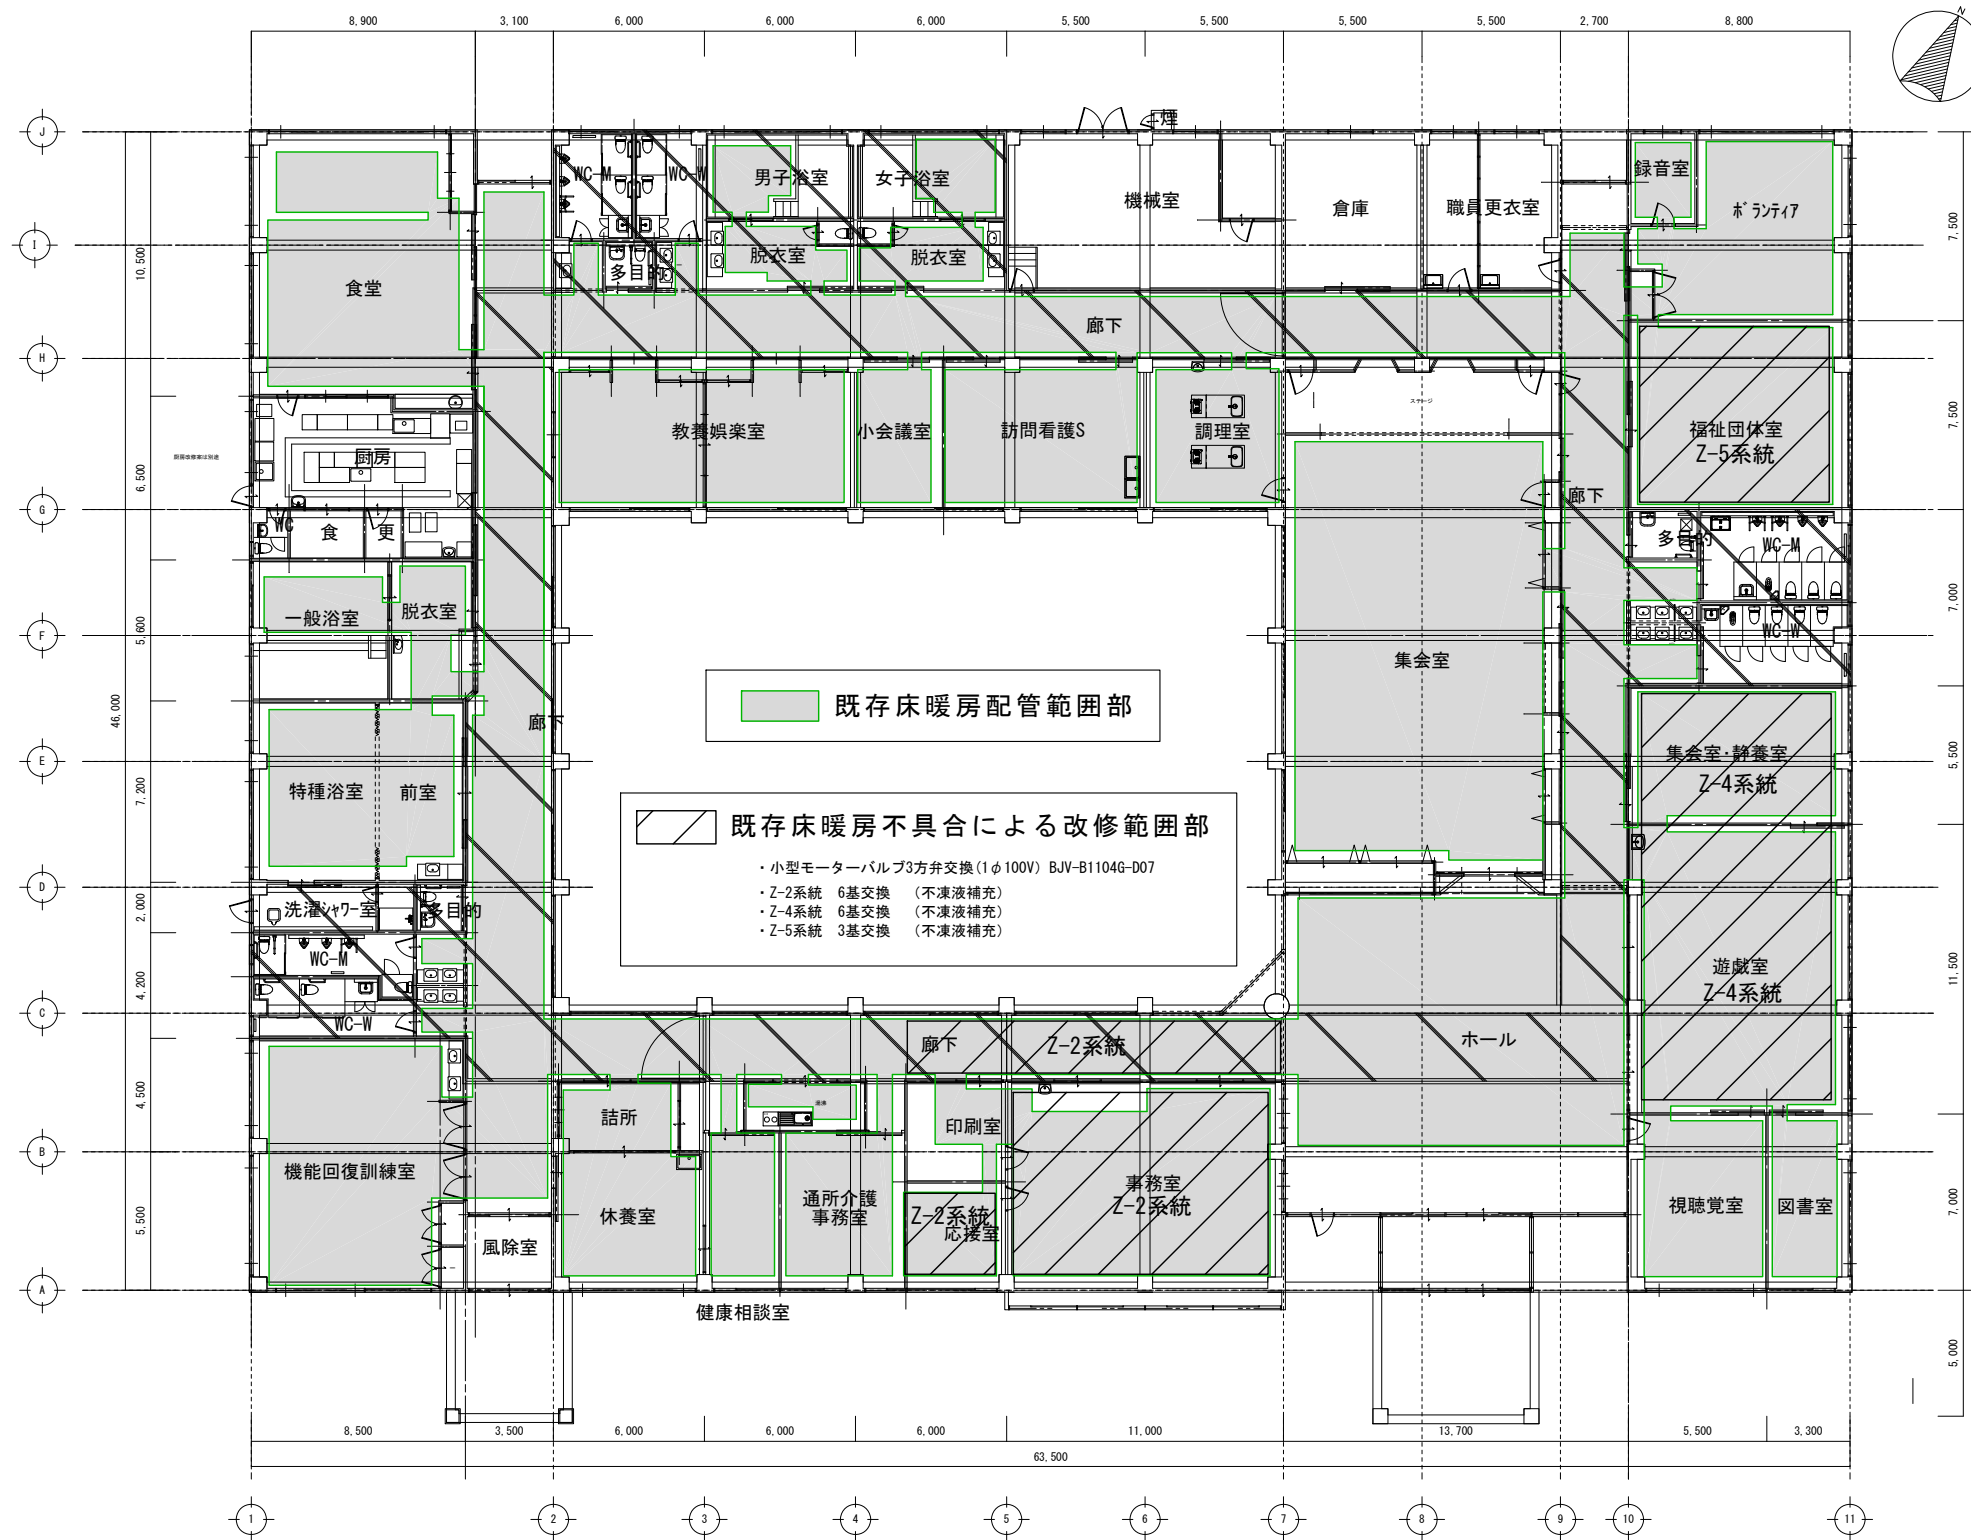 8,900 3,100 6,000 6,000 6,000 5,500 5,500 5,500 5,500 2,700 8,800
N
煙
J
WC-M WC-W 男子浴室 女子浴室 機械室 倉庫 職員更衣室 録音室 ボランティア
7,500
I
10,500
食堂 多目的 脱衣室 脱衣室
廊下
H
教養娯楽室 小会議室 訪問看護S 調理室 ステージ
福祉団体室
Z-5系統
7,500
厨房改修案は別途
厨房
6,500
廊下
G
WC 食 更
多目的 WC-M
一般浴室 脱衣室
7,000
F
5,600
WC-W
集会室
46,000
既存床暖房配管範囲部
廊下
E
集会室・静養室
Z-4系統
5,500
7,200
特種浴室 前室
既存床暖房不具合による改修範囲部
・小型モーターバルブ3方弁交換(1φ100V) BJV-B1104G-D07
・Z-2系統 6基交換 (不凍液補充)
・Z-4系統 6基交換 (不凍液補充)
・Z-5系統 3基交換 (不凍液補充)
D
2,000
洗濯シャワー室 多目的
WC-M
4,200
遊戯室
Z-4系統
11,500
C
WC-W
廊下 Z-2系統 ホール
4,500
詰所 湯沸 印刷室
B
機能回復訓練室
5,500
休養室 通所介護
事務室
Z-2系統
応接室
事務室
Z-2系統
視聴覚室 図書室
7,000
風除室
A
健康相談室
5,000
8,500 3,500 6,000 6,000 6,000 11,000 13,700 5,500 3,300
63,500
1 2 3 4 5 6 7 8 9 10 11